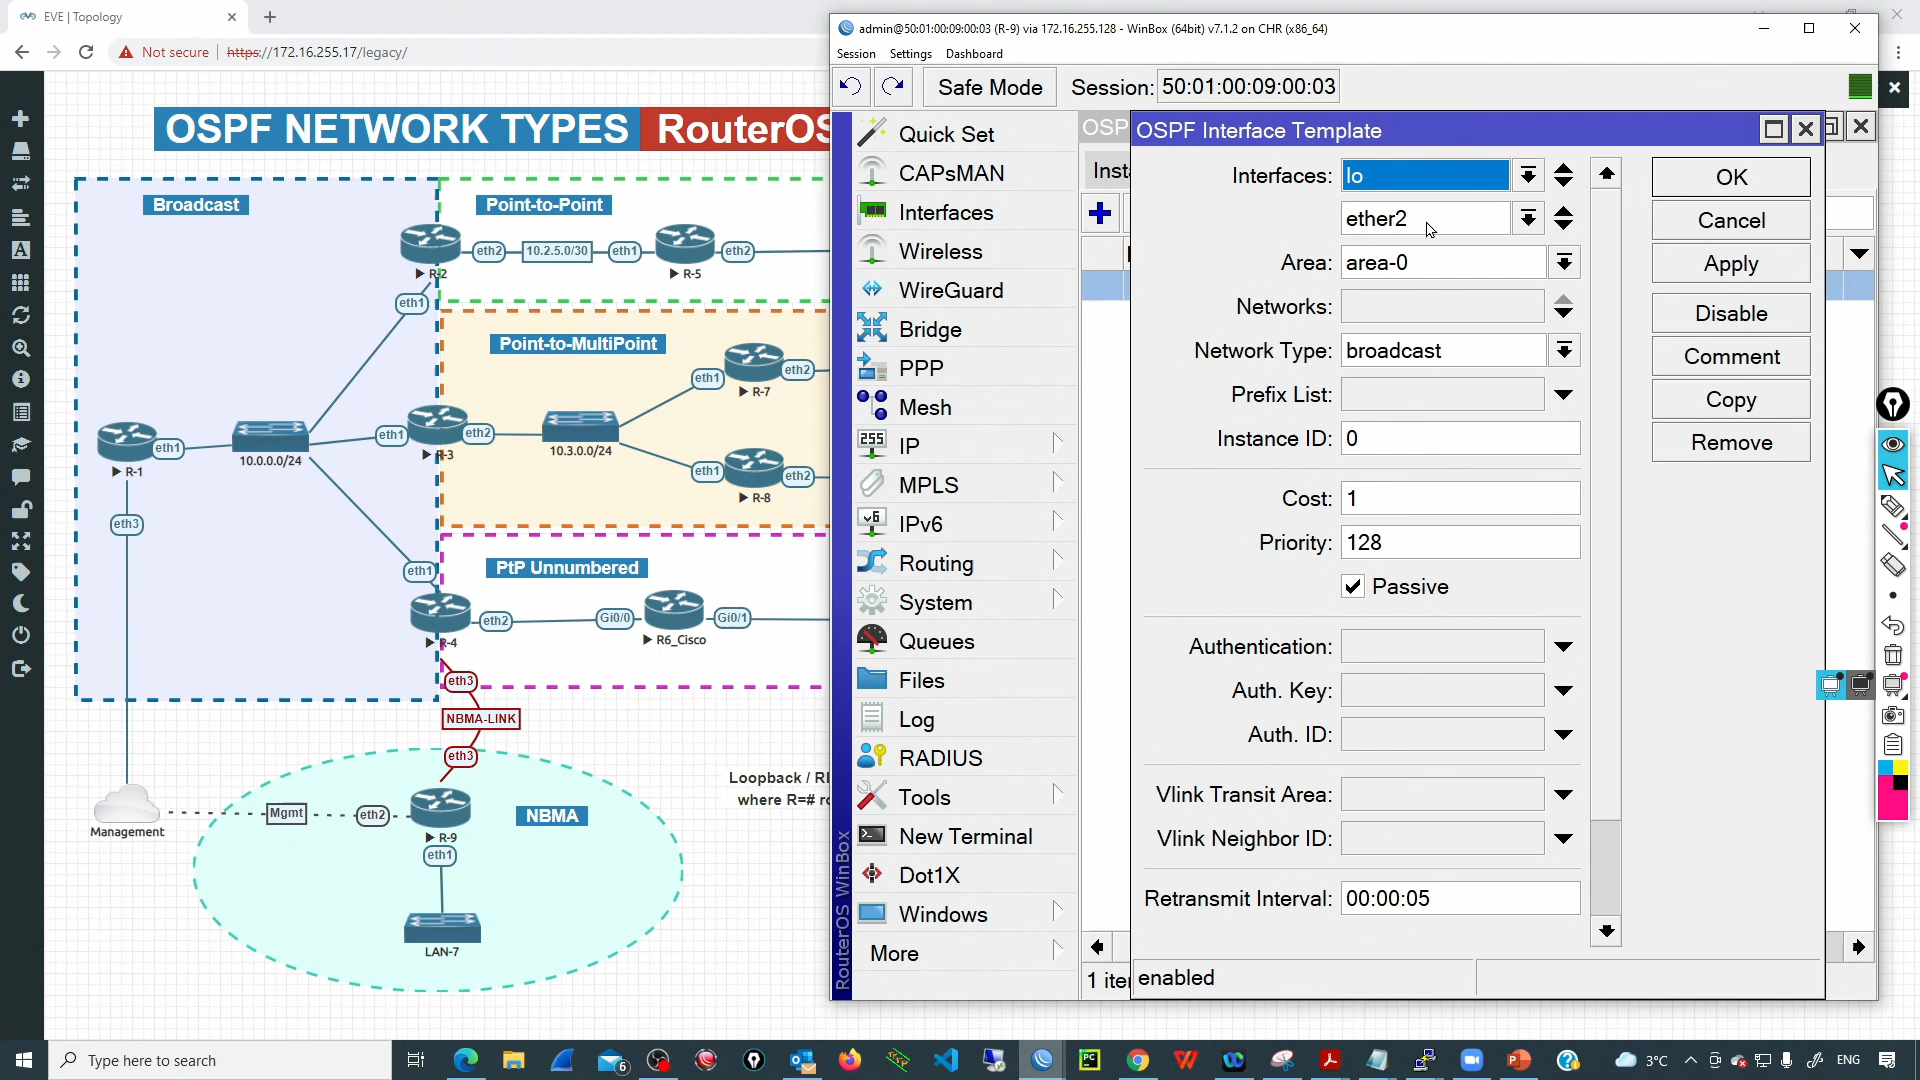 EVE | Topology
Not secure
https://172.16.255.17/legacy/
OSPF NETWORK TYPES RouterOS
Broadcast
Point-to-Point
R-2
eth2
10.2.5.0/30
eth1
R-5
eth2
eth1
Point-to-MultiPoint
R-1
eth1
10.0.0.0/24
eth1
R-3
eth2
10.3.0.0/24
eth1
R-7
eth2
eth1
R-8
eth2
eth3
eth1
PtP Unnumbered
R-4
eth2
Gi0/0
R6_Cisco
Gi0/1
eth3
NBMA-LINK
eth3
Loopback / RI
where R=# ro
Management
Mgmt
eth2
R-9
NBMA
eth1
LAN-7
admin@50:01:00:09:00:03 (R-9) via 172.16.255.128 - WinBox (64bit) v7.1.2 on CHR (x86_64)
Session Settings Dashboard
Safe Mode
Session: 50:01:00:09:00:03
RouterOS WinBox
Quick Set
CAPsMAN
Interfaces
Wireless
WireGuard
Bridge
PPP
Mesh
IP
MPLS
IPv6
Routing
System
Queues
Files
Log
RADIUS
Tools
New Terminal
Dot1X
Windows
More
OSP
Inst
1 iter
OSPF Interface Template
Interfaces: lo
ether2
Area: area-0
Networks:
Network Type: broadcast
Prefix List:
Instance ID: 0
Cost: 1
Priority: 128
Passive
Authentication:
Auth. Key:
Auth. ID:
Vlink Transit Area:
Vlink Neighbor ID:
Retransmit Interval: 00:00:05
enabled
OK
Cancel
Apply
Disable
Comment
Copy
Remove
Type here to search
6
3°C
ENG